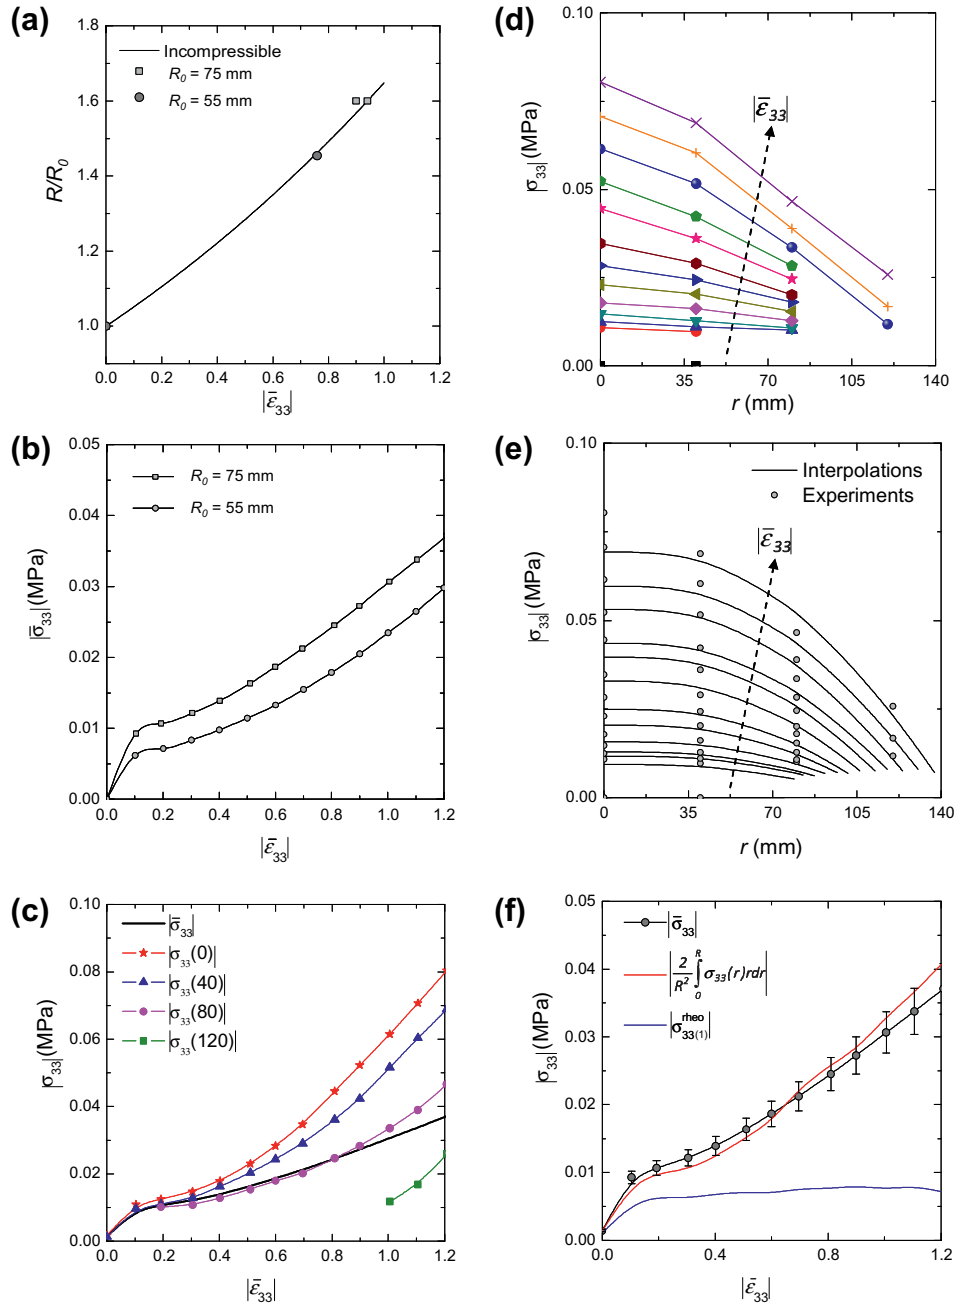 (a)
1.8
1.6
1.4
1.2
1.0
R/R₀
Incompressible
R₀ = 75 mm
R₀ = 55 mm
0.0 0.2 0.4 0.6 0.8 1.0 1.2
|ε̄₃₃|
(b)
0.05
0.04
0.03
0.02
0.01
0.00
|σ̄₃₃|(MPa)
R₀ = 75 mm
R₀ = 55 mm
0.0 0.2 0.4 0.6 0.8 1.0 1.2
|ε̄₃₃|
(c)
0.10
0.08
0.06
0.04
0.02
0.00
|σ₃₃|(MPa)
|σ̄₃₃|
|σ₃₃(0)|
|σ₃₃(40)|
|σ₃₃(80)|
|σ₃₃(120)|
0.0 0.2 0.4 0.6 0.8 1.0 1.2
|ε̄₃₃|
(d)
0.10
0.05
0.00
|σ₃₃|(MPa)
|ε̄₃₃|
0 35 70 105 140
r (mm)
(e)
0.10
0.05
0.00
|σ₃₃|(MPa)
Interpolations
Experiments
|ε̄₃₃|
0 35 70 105 140
r (mm)
(f)
0.05
0.04
0.03
0.02
0.01
0.00
|σ₃₃|(MPa)
|σ̄₃₃|
|2/R² ∫₀ᴿ σ₃₃(r)rdr|
|σ₃₃₍₁₎ʳʰᵉᵒ|
0.0 0.4 0.8 1.2
|ε̄₃₃|